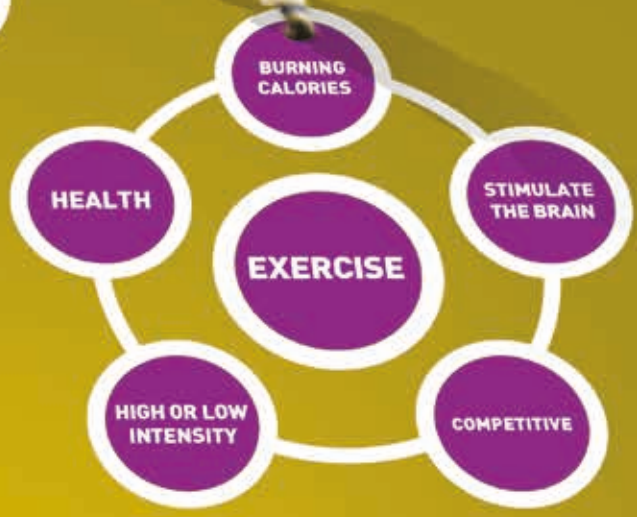 BURNING
CALORIES
STIMULATE
THE BRAIN
HEALTH
EXERCISE
HIGH OR LOW
INTENSITY
COMPETITIVE